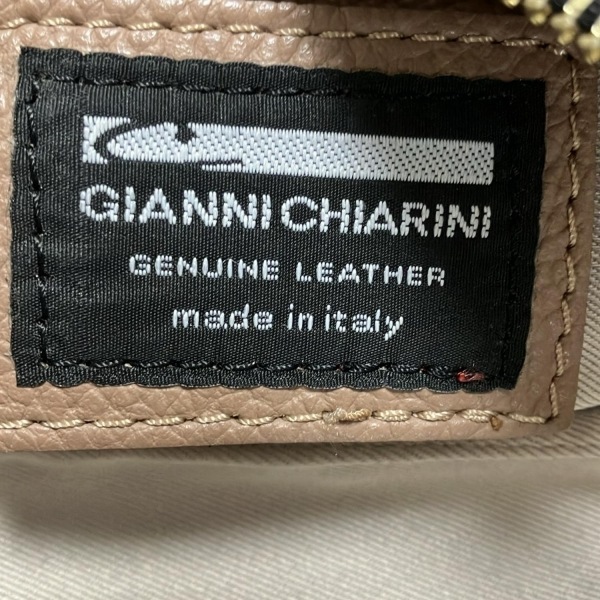 GIANNI CHIARINI
GENUINE LEATHER
made in italy